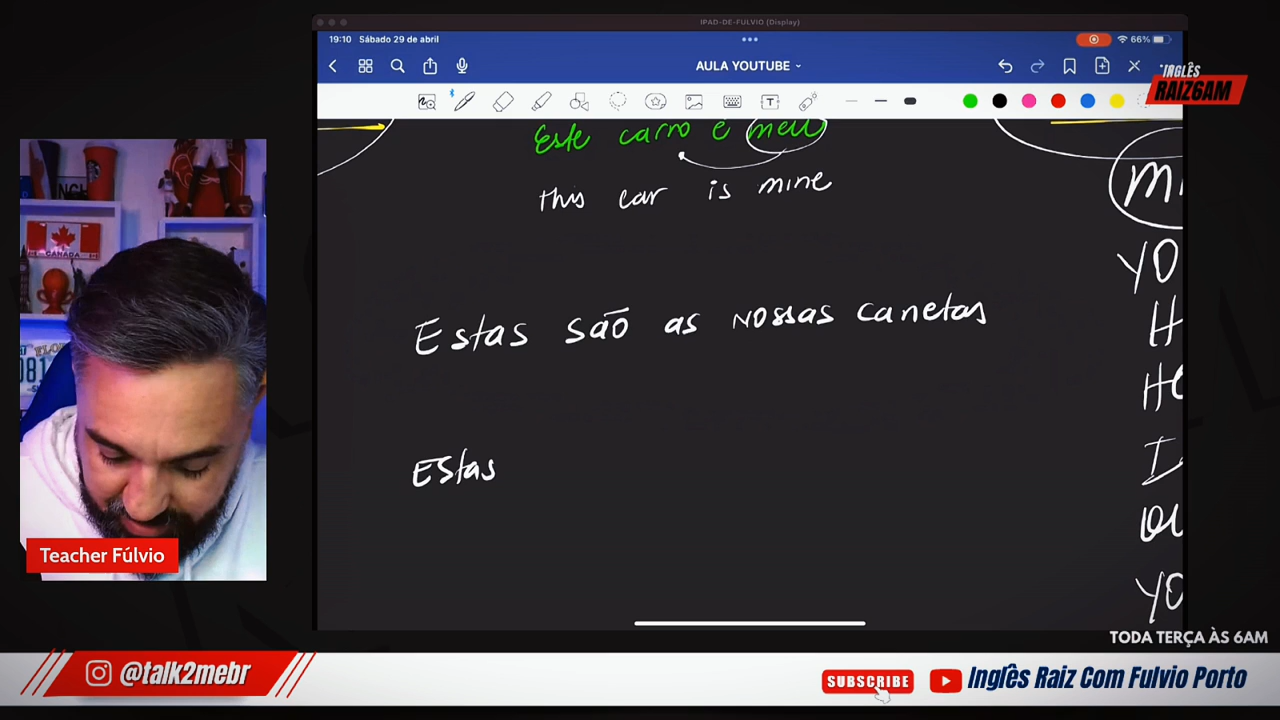 IPAD-DE-FULVIO (Display)
19:10 Sábado 29 de abril
66%
AULA YOUTUBE
INGLÊS
RAIZ6AM
T
Este carro e meu
this car is mine
Estas são as nossas canetas
Estas
CANADA
Teacher Fúlvio
TODA TERÇA ÀS 6AM
@talk2mebr
SUBSCRIBE
Inglês Raiz Com Fulvio Porto